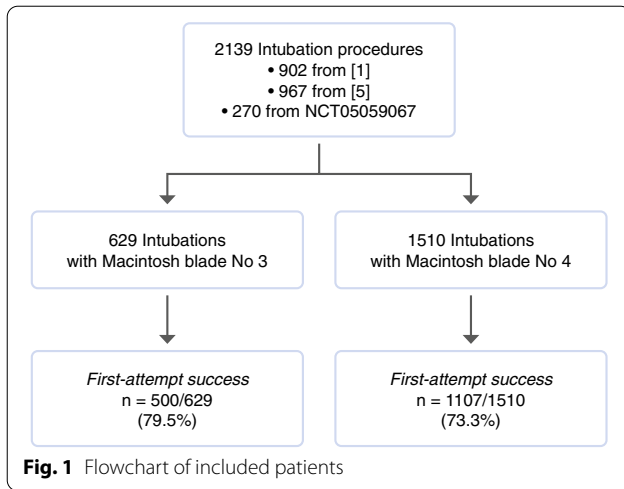 2139 Intubation procedures
• 902 from [1]
• 967 from [5]
• 270 from NCT05059067
629 Intubations
with Macintosh blade No 3
1510 Intubations
with Macintosh blade No 4
First-attempt success
n = 500/629
(79.5%)
First-attempt success
n = 1107/1510
(73.3%)
Fig. 1 Flowchart of included patients